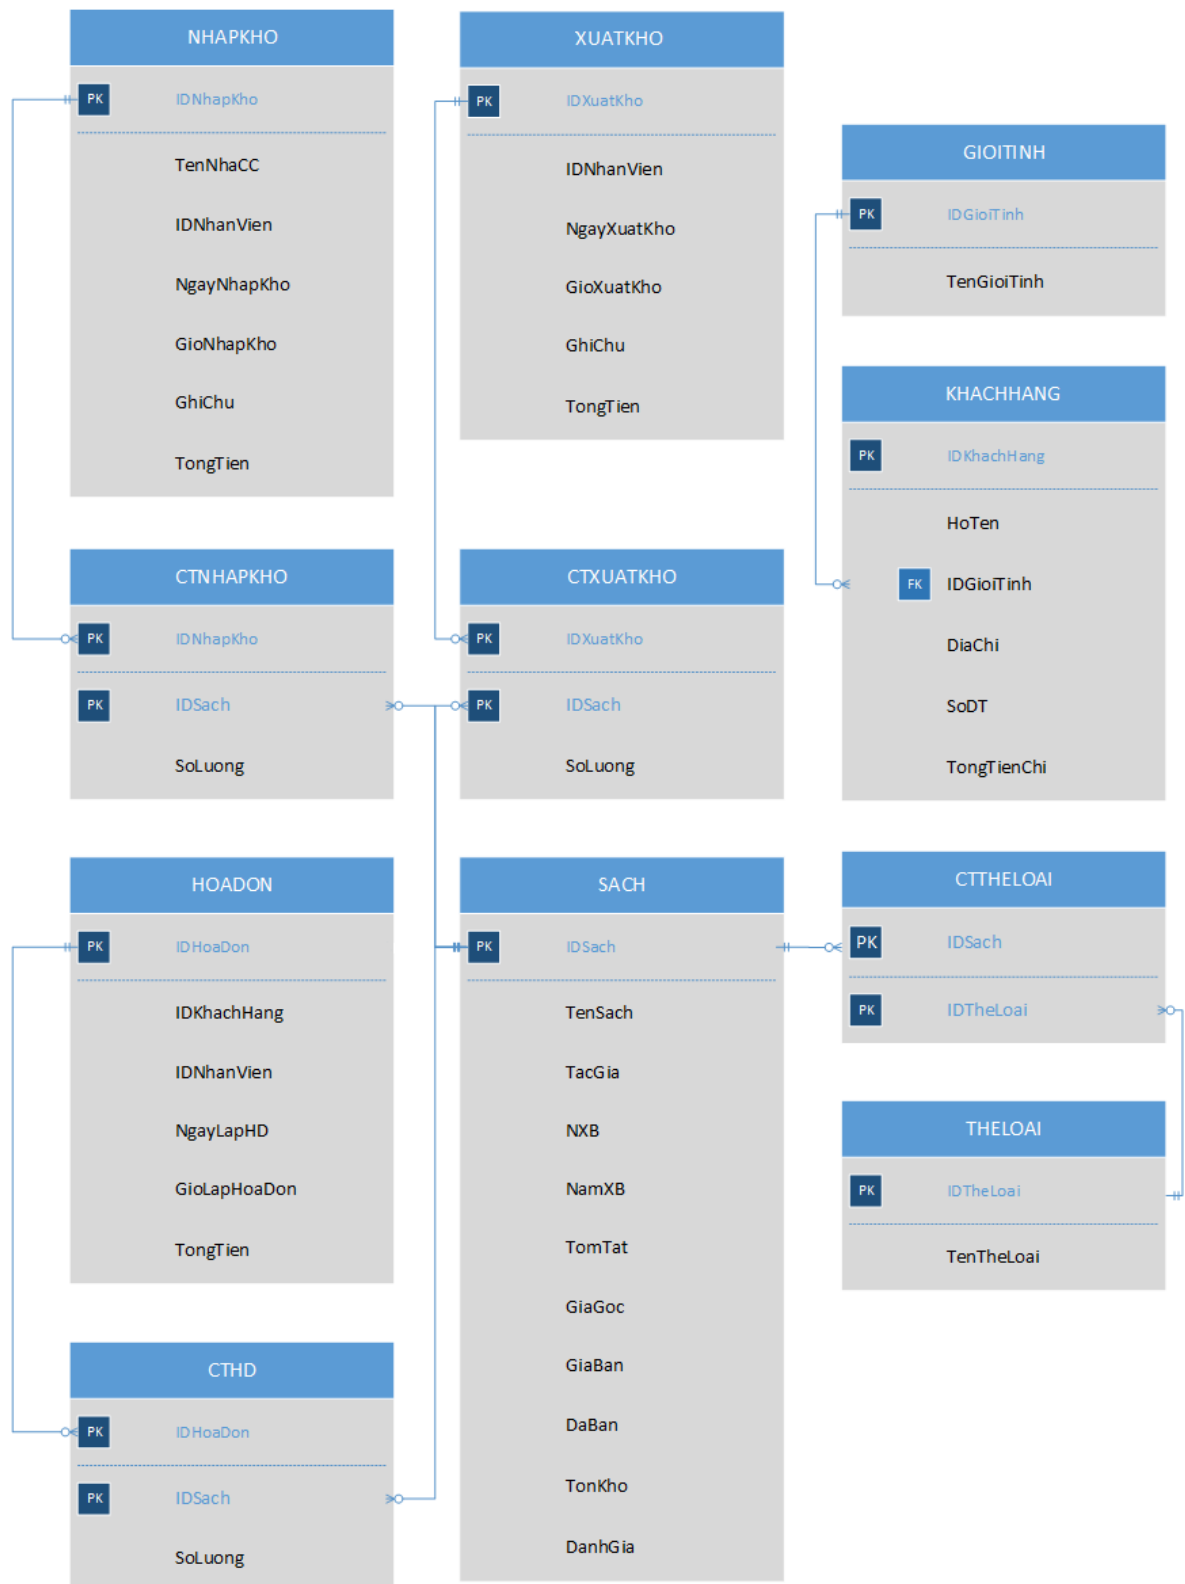 NHAPKHO
PK IDNhapKho
TenNhaCC
IDNhanVien
NgayNhapKho
GioNhapKho
GhiChu
TongTien
XUATKHO
PK IDXuatKho
IDNhanVien
NgayXuatKho
GioXuatKho
GhiChu
TongTien
GIOITINH
PK IDGioiTinh
TenGioiTinh
KHACHHANG
PK IDKhachHang
HoTen
FK IDGioiTinh
DiaChi
SoDT
TongTienChi
CTNHAPKHO
PK IDNhapKho
PK IDSach
SoLuong
CTXUATKHO
PK IDXuatKho
PK IDSach
SoLuong
HOADON
PK IDHoaDon
IDKhachHang
IDNhanVien
NgayLapHD
GioLapHoaDon
TongTien
SACH
PK IDSach
TenSach
TacGia
NXB
NamXB
TomTat
GiaGoc
GiaBan
DaBan
TonKho
DanhGia
CTTHELOAI
PK IDSach
PK IDTheLoai
THELOAI
PK IDTheLoai
TenTheLoai
CTHD
PK IDHoaDon
PK IDSach
SoLuong